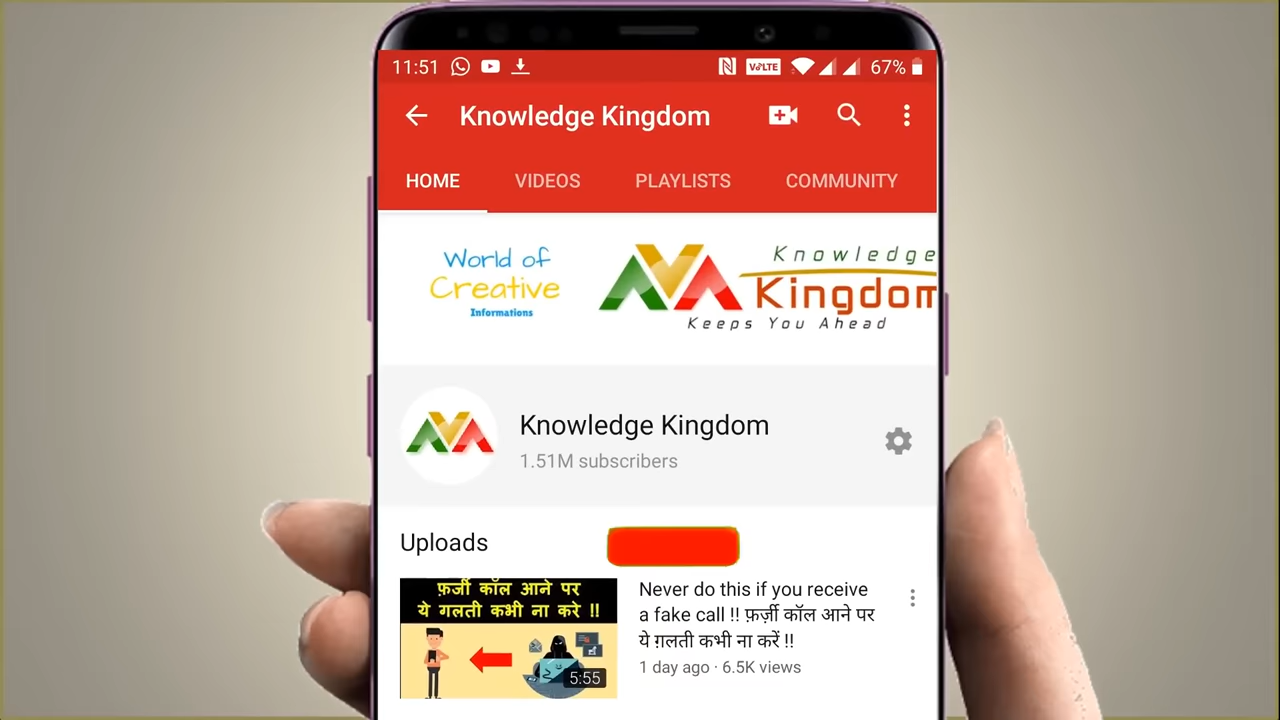 11:51
VoLTE
67%
Knowledge Kingdom
HOME
VIDEOS
PLAYLISTS
COMMUNITY
World of
Creative
Informations
Knowledge
Kingdom
Keeps You Ahead
Knowledge Kingdom
1.51M subscribers
Uploads
फ़र्जी कॉल आने पर
ये गलती कभी ना करे !!
5:55
Never do this if you receive
a fake call !! फ़र्ज़ी कॉल आने पर
ये ग़लती कभी ना करें !!
1 day ago · 6.5K views